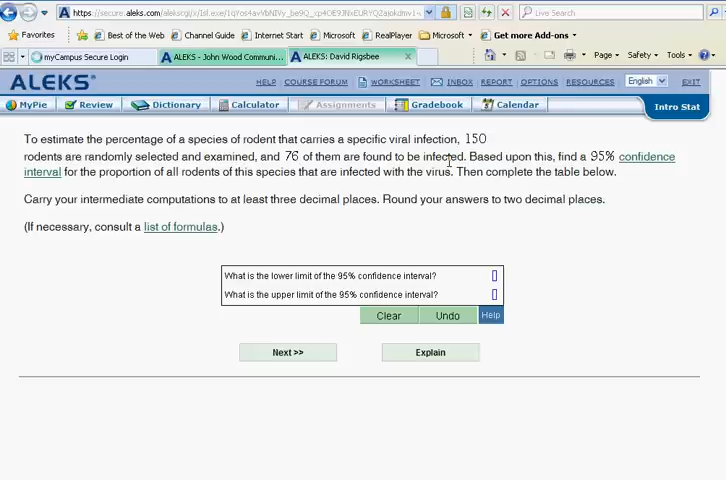 https://secure.aleks.com/alekscgi/x/Isl.exe/
Favorites Best of the Web Channel Guide Internet Start Microsoft RealPlayer Microsoft Get more Add-ons
myCampus Secure Login ALEKS - John Wood Communi... ALEKS: David Rigsbee Page Safety Tools
ALEKS HELP COURSE FORUM WORKSHEET INBOX REPORT OPTIONS RESOURCES English EXIT
MyPie Review Dictionary Calculator Assignments Gradebook Calendar Intro Stat
To estimate the percentage of a species of rodent that carries a specific viral infection, 150
rodents are randomly selected and examined, and 76 of them are found to be infected. Based upon this, find a 95% confidence
interval for the proportion of all rodents of this species that are infected with the virus. Then complete the table below.
Carry your intermediate computations to at least three decimal places. Round your answers to two decimal places.
(If necessary, consult a list of formulas.)
What is the lower limit of the 95% confidence interval?
What is the upper limit of the 95% confidence interval?
Clear Undo Help
Next >> Explain